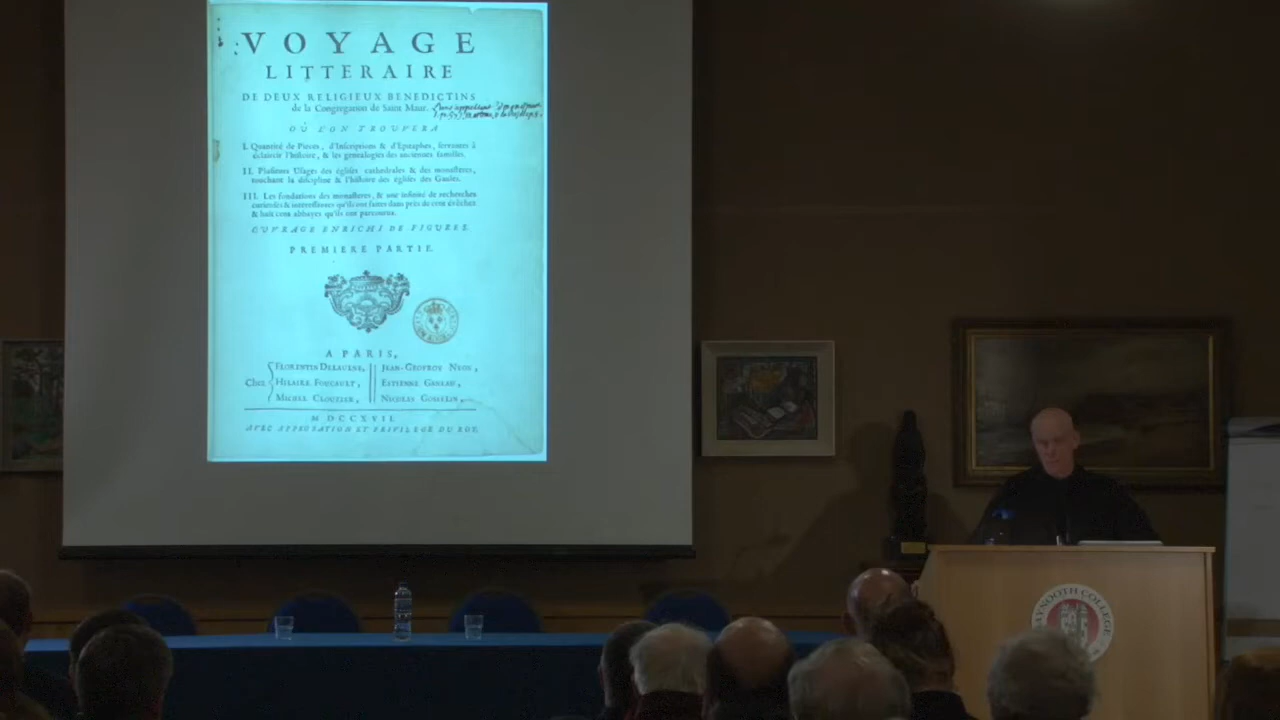 VOYAGE
LITTERAIRE
DE DEUX RELIGIEUX BENEDICTINS
de la Congregation de Saint Maur.
OÙ L'ON TROUVERA
I. Quantité de Pieces, d'Inscriptions & d'Epitaphes, servantes à
éclaircir l'histoire, & les genealogies des anciennes familles.
II. Plusieurs Usages des églises cathedrales & des monasteres,
touchant la discipline & l'histoire des églises des Gaules.
III. Les fondations des monasteres, & une infinité de recherches
curieuses & interessantes qu'ils ont faites dans près de cent évêchez
& huit cens abbayes qu'ils ont parcourus.
OUVRAGE ENRICHI DE FIGURES
PREMIERE PARTIE.
A PARIS,
Chez
FLORENTIN DELAULNE, JEAN-GEOFROY NYON,
HILAIRE FOUCAULT, ESTIENNE GANEAU,
MICHEL CLOUZIER, NICOLAS GOSSELIN,
MDCCXVII
AVEC APPROBATION ET PRIVILEGE DU ROY.
AYNOOTH COLLEGE